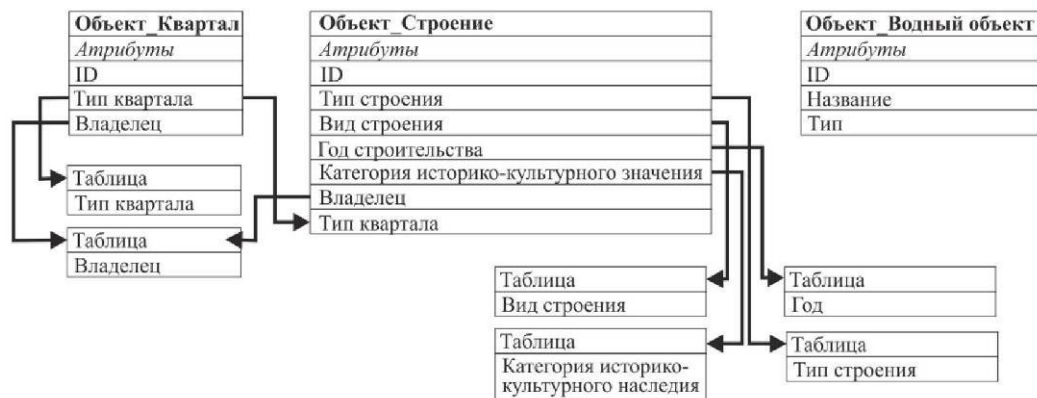 Объект_Квартал
Атрибуты
ID
Тип квартала
Владелец
Таблица
Тип квартала
Таблица
Владелец
Объект_Строение
Атрибуты
ID
Тип строения
Вид строения
Год строительства
Категория историко-культурного значения
Владелец
Тип квартала
Объект_Водный объект
Атрибуты
ID
Название
Тип
Таблица
Вид строения
Таблица
Категория историко-
культурного наследия
Таблица
Год
Таблица
Тип строения